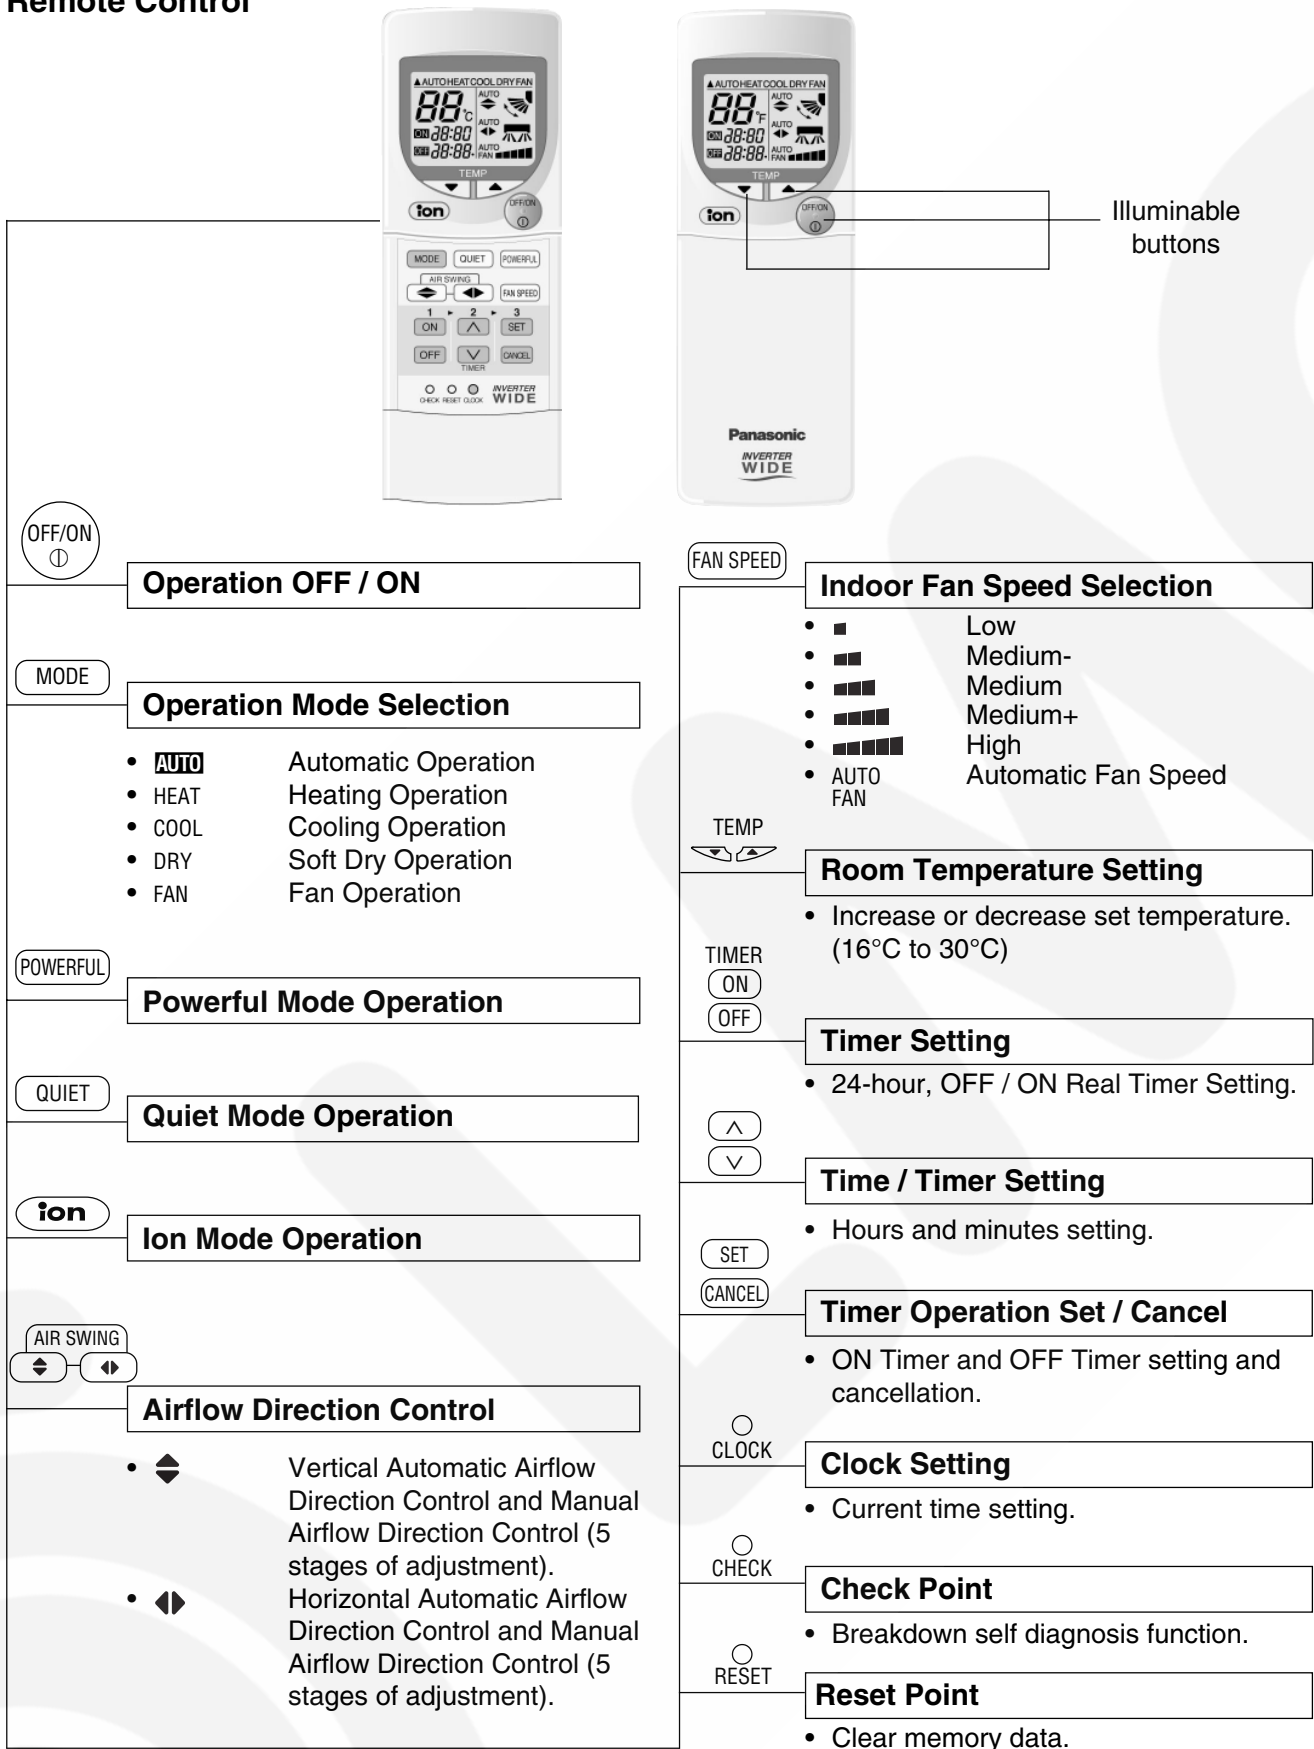 Remote Control
AUTO HEAT COOL DRY FAN
88°C
AUTO
ON 28:80
AUTO
OFF 28:88
AUTO FAN
TEMP
ion
OFF/ON
MODE QUIET POWERFUL
AIR SWING
FAN SPEED
1 2 3
ON SET
OFF CANCEL
TIMER
CHECK RESET CLOCK
INVERTER
WIDE
AUTO HEAT COOL DRY FAN
88°F
AUTO
ON 28:80
AUTO
OFF 28:88
AUTO FAN
TEMP
ion
OFF/ON
Panasonic
INVERTER
WIDE
Illuminable
buttons
OFF/ON
Operation OFF / ON
MODE
Operation Mode Selection
• AUTO Automatic Operation
• HEAT Heating Operation
• COOL Cooling Operation
• DRY Soft Dry Operation
• FAN Fan Operation
POWERFUL
Powerful Mode Operation
QUIET
Quiet Mode Operation
ion
Ion Mode Operation
AIR SWING
Airflow Direction Control
• Vertical Automatic Airflow
Direction Control and Manual
Airflow Direction Control (5
stages of adjustment).
• Horizontal Automatic Airflow
Direction Control and Manual
Airflow Direction Control (5
stages of adjustment).
FAN SPEED
Indoor Fan Speed Selection
• Low
• Medium-
• Medium
• Medium+
• High
• AUTO Automatic Fan Speed
FAN
TEMP
Room Temperature Setting
• Increase or decrease set temperature.
(16°C to 30°C)
TIMER
ON
OFF
Timer Setting
• 24-hour, OFF / ON Real Timer Setting.
Time / Timer Setting
• Hours and minutes setting.
SET
CANCEL
Timer Operation Set / Cancel
• ON Timer and OFF Timer setting and
cancellation.
CLOCK
Clock Setting
• Current time setting.
CHECK
Check Point
• Breakdown self diagnosis function.
RESET
Reset Point
• Clear memory data.